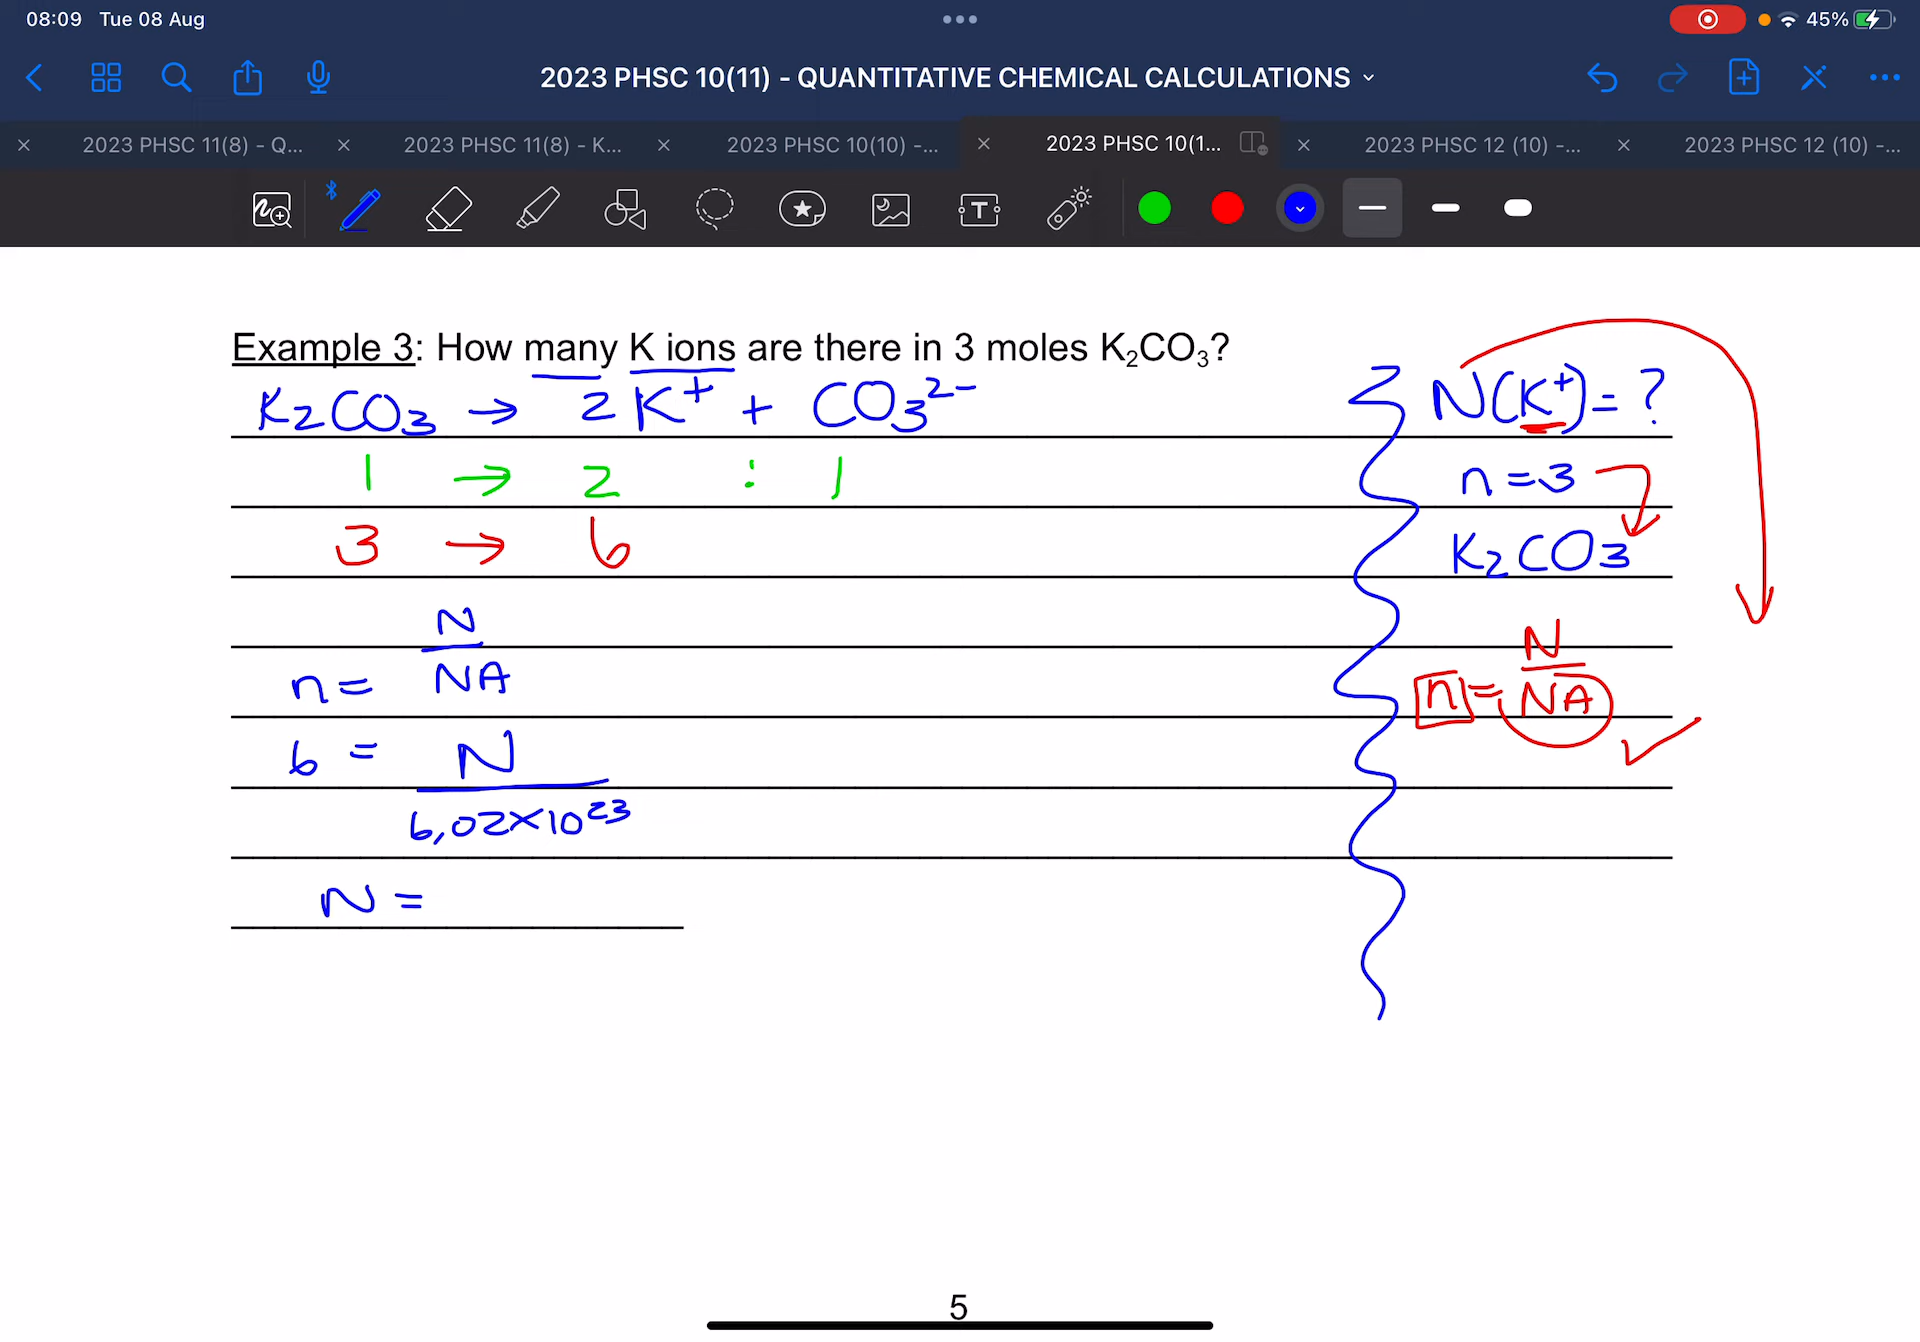 08:09 Tue 08 Aug
45%
2023 PHSC 10(11) - QUANTITATIVE CHEMICAL CALCULATIONS
2023 PHSC 11(8) - Q...
2023 PHSC 11(8) - K...
2023 PHSC 10(10) -...
2023 PHSC 10(1...
2023 PHSC 12 (10) -...
2023 PHSC 12 (10) -...
Example 3: How many K ions are there in 3 moles K₂CO₃?
K₂CO₃ → 2K⁺ + CO₃²⁻
1 → 2 : 1
3 → 6
n = N/NA
6 = N/6,02×10²³
N =
N(K⁺) = ?
n = 3
K₂CO₃
n = N/NA
5